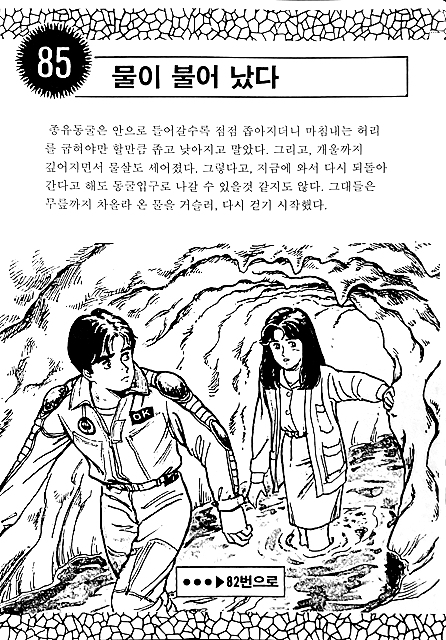 85
물이 불어 났다
종유동굴은 안으로 들어갈수록 점점 좁아지더니 마침내는 허리
를 굽혀야만 할만큼 좁고 낮아지고 말았다. 그리고, 개울까지
깊어지면서 물살도 세어졌다. 그렇다고, 지금에 와서 다시 되돌아
간다고 해도 동굴입구로 나갈 수 있을것 같지도 않다. 그대들은
무릎까지 차올라 온 물을 거슬러, 다시 걷기 시작했다.
OK
●●●▶82번으로